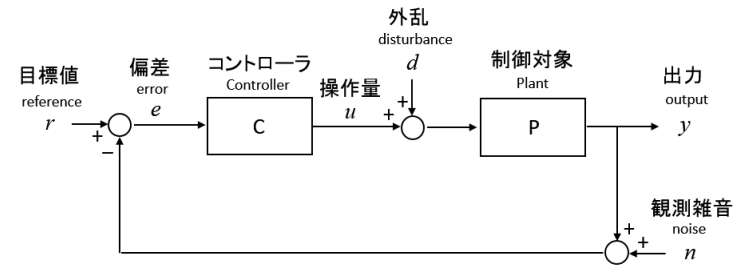 外乱
disturbance
d
目標値
reference
r
偏差
error
e
コントローラ
Controller
C
操作量
u
制御対象
Plant
P
出力
output
y
+
−
+
+
観測雑音
noise
n
+
+